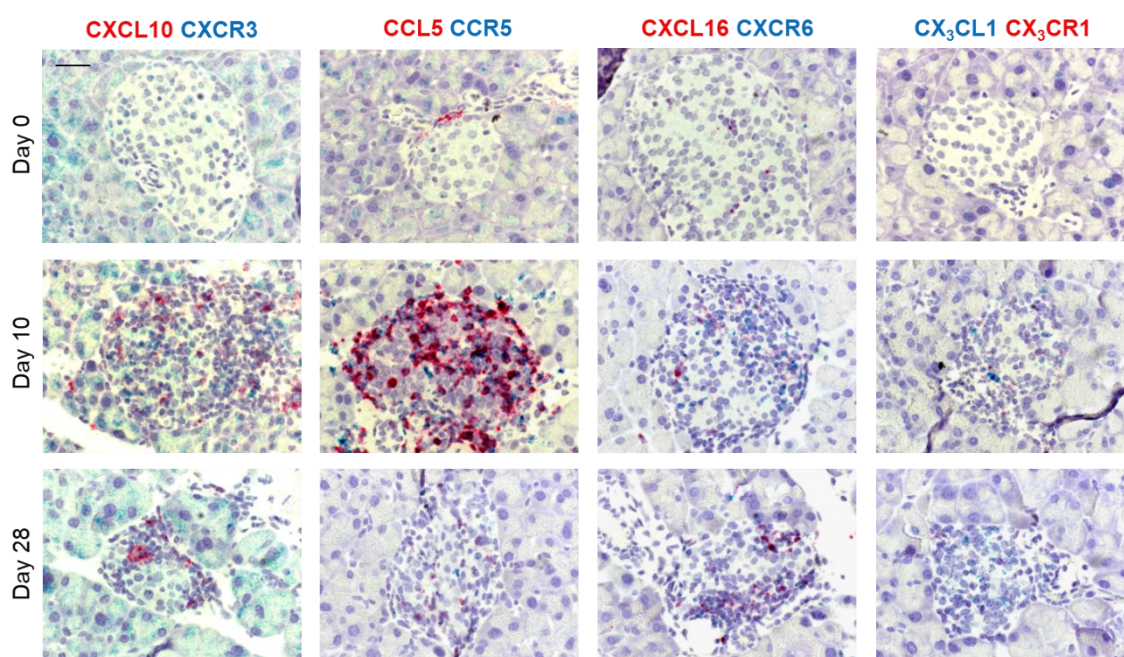 CXCL10 CXCR3
CCL5 CCR5
CXCL16 CXCR6
CX₃CL1 CX₃CR1
Day 0
Day 10
Day 28